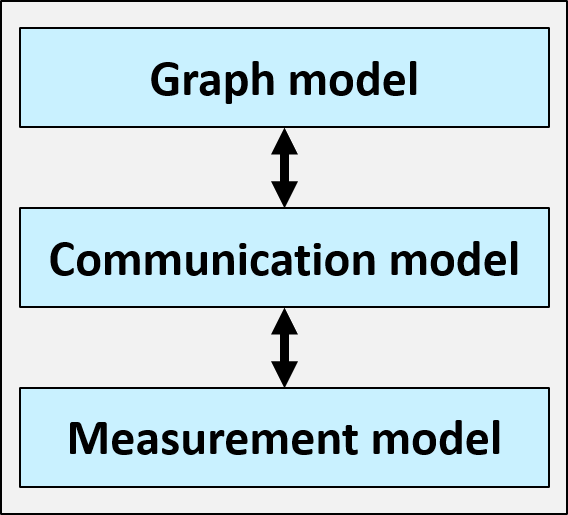 Graph model
Communication model
Measurement model